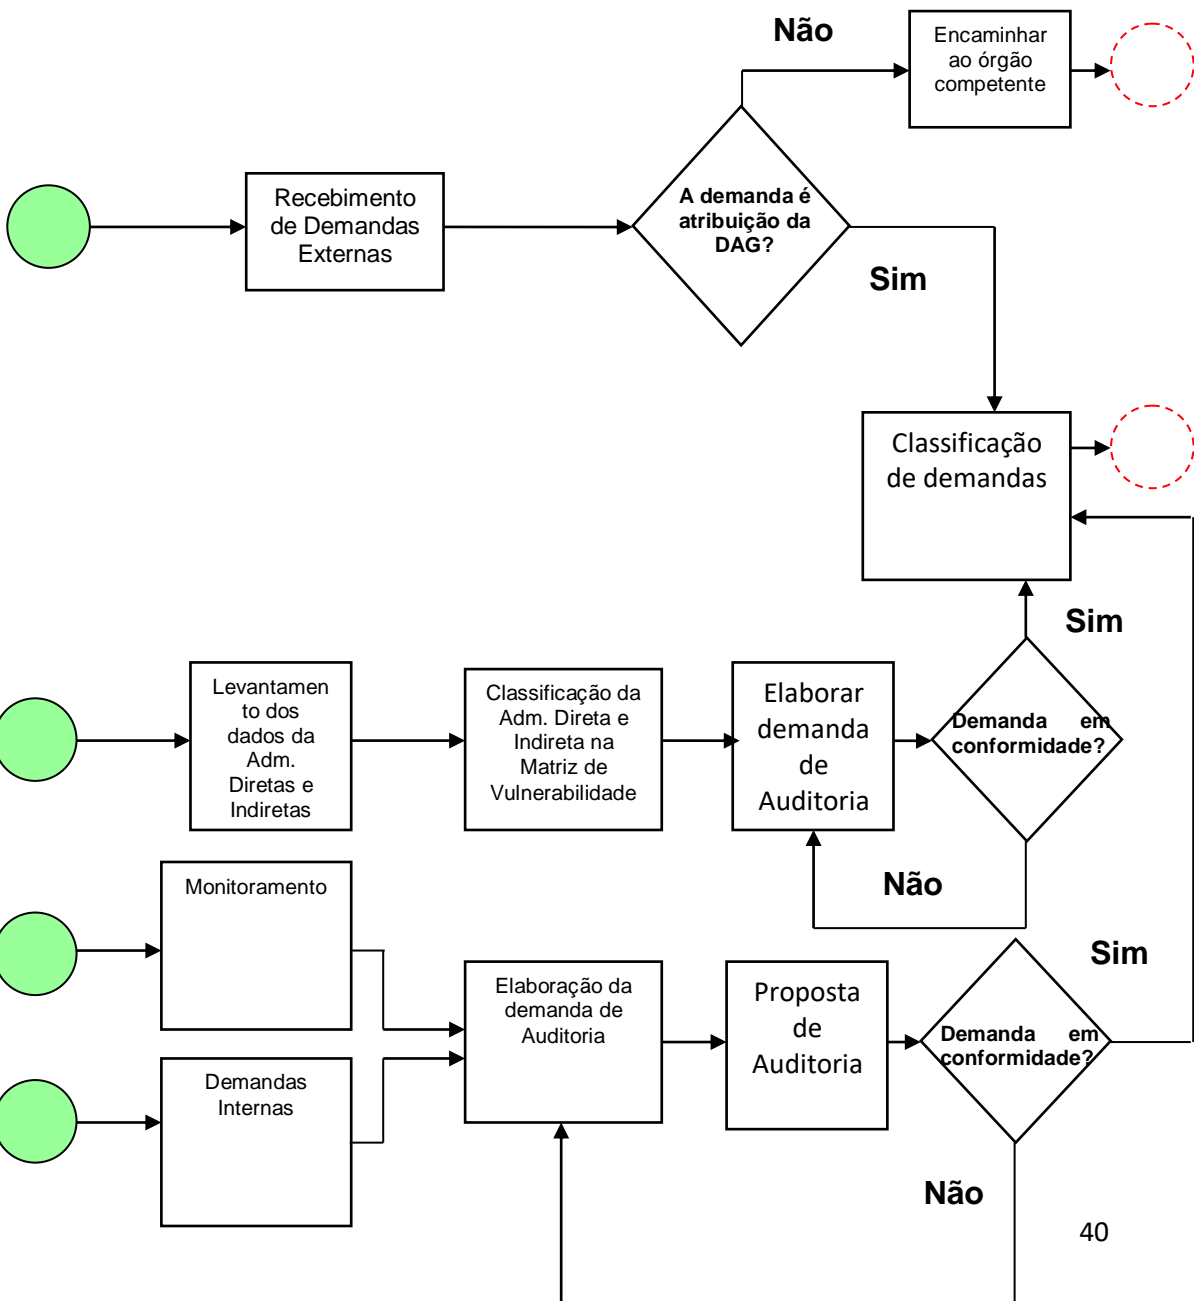 Não
Encaminhar
ao órgão
competente
Recebimento
de Demandas
Externas
A demanda é
atribuição da
DAG?
Sim
Classificação
de demandas
Sim
Levantamen
to dos
dados da
Adm.
Diretas e
Indiretas
Classificação da
Adm. Direta e
Indireta na
Matriz de
Vulnerabilidade
Elaborar
demanda
de
Auditoria
Demanda em
conformidade?
Não
Monitoramento
Sim
Elaboração da
demanda de
Auditoria
Proposta
de
Auditoria
Demanda em
conformidade?
Demandas
Internas
Não
40